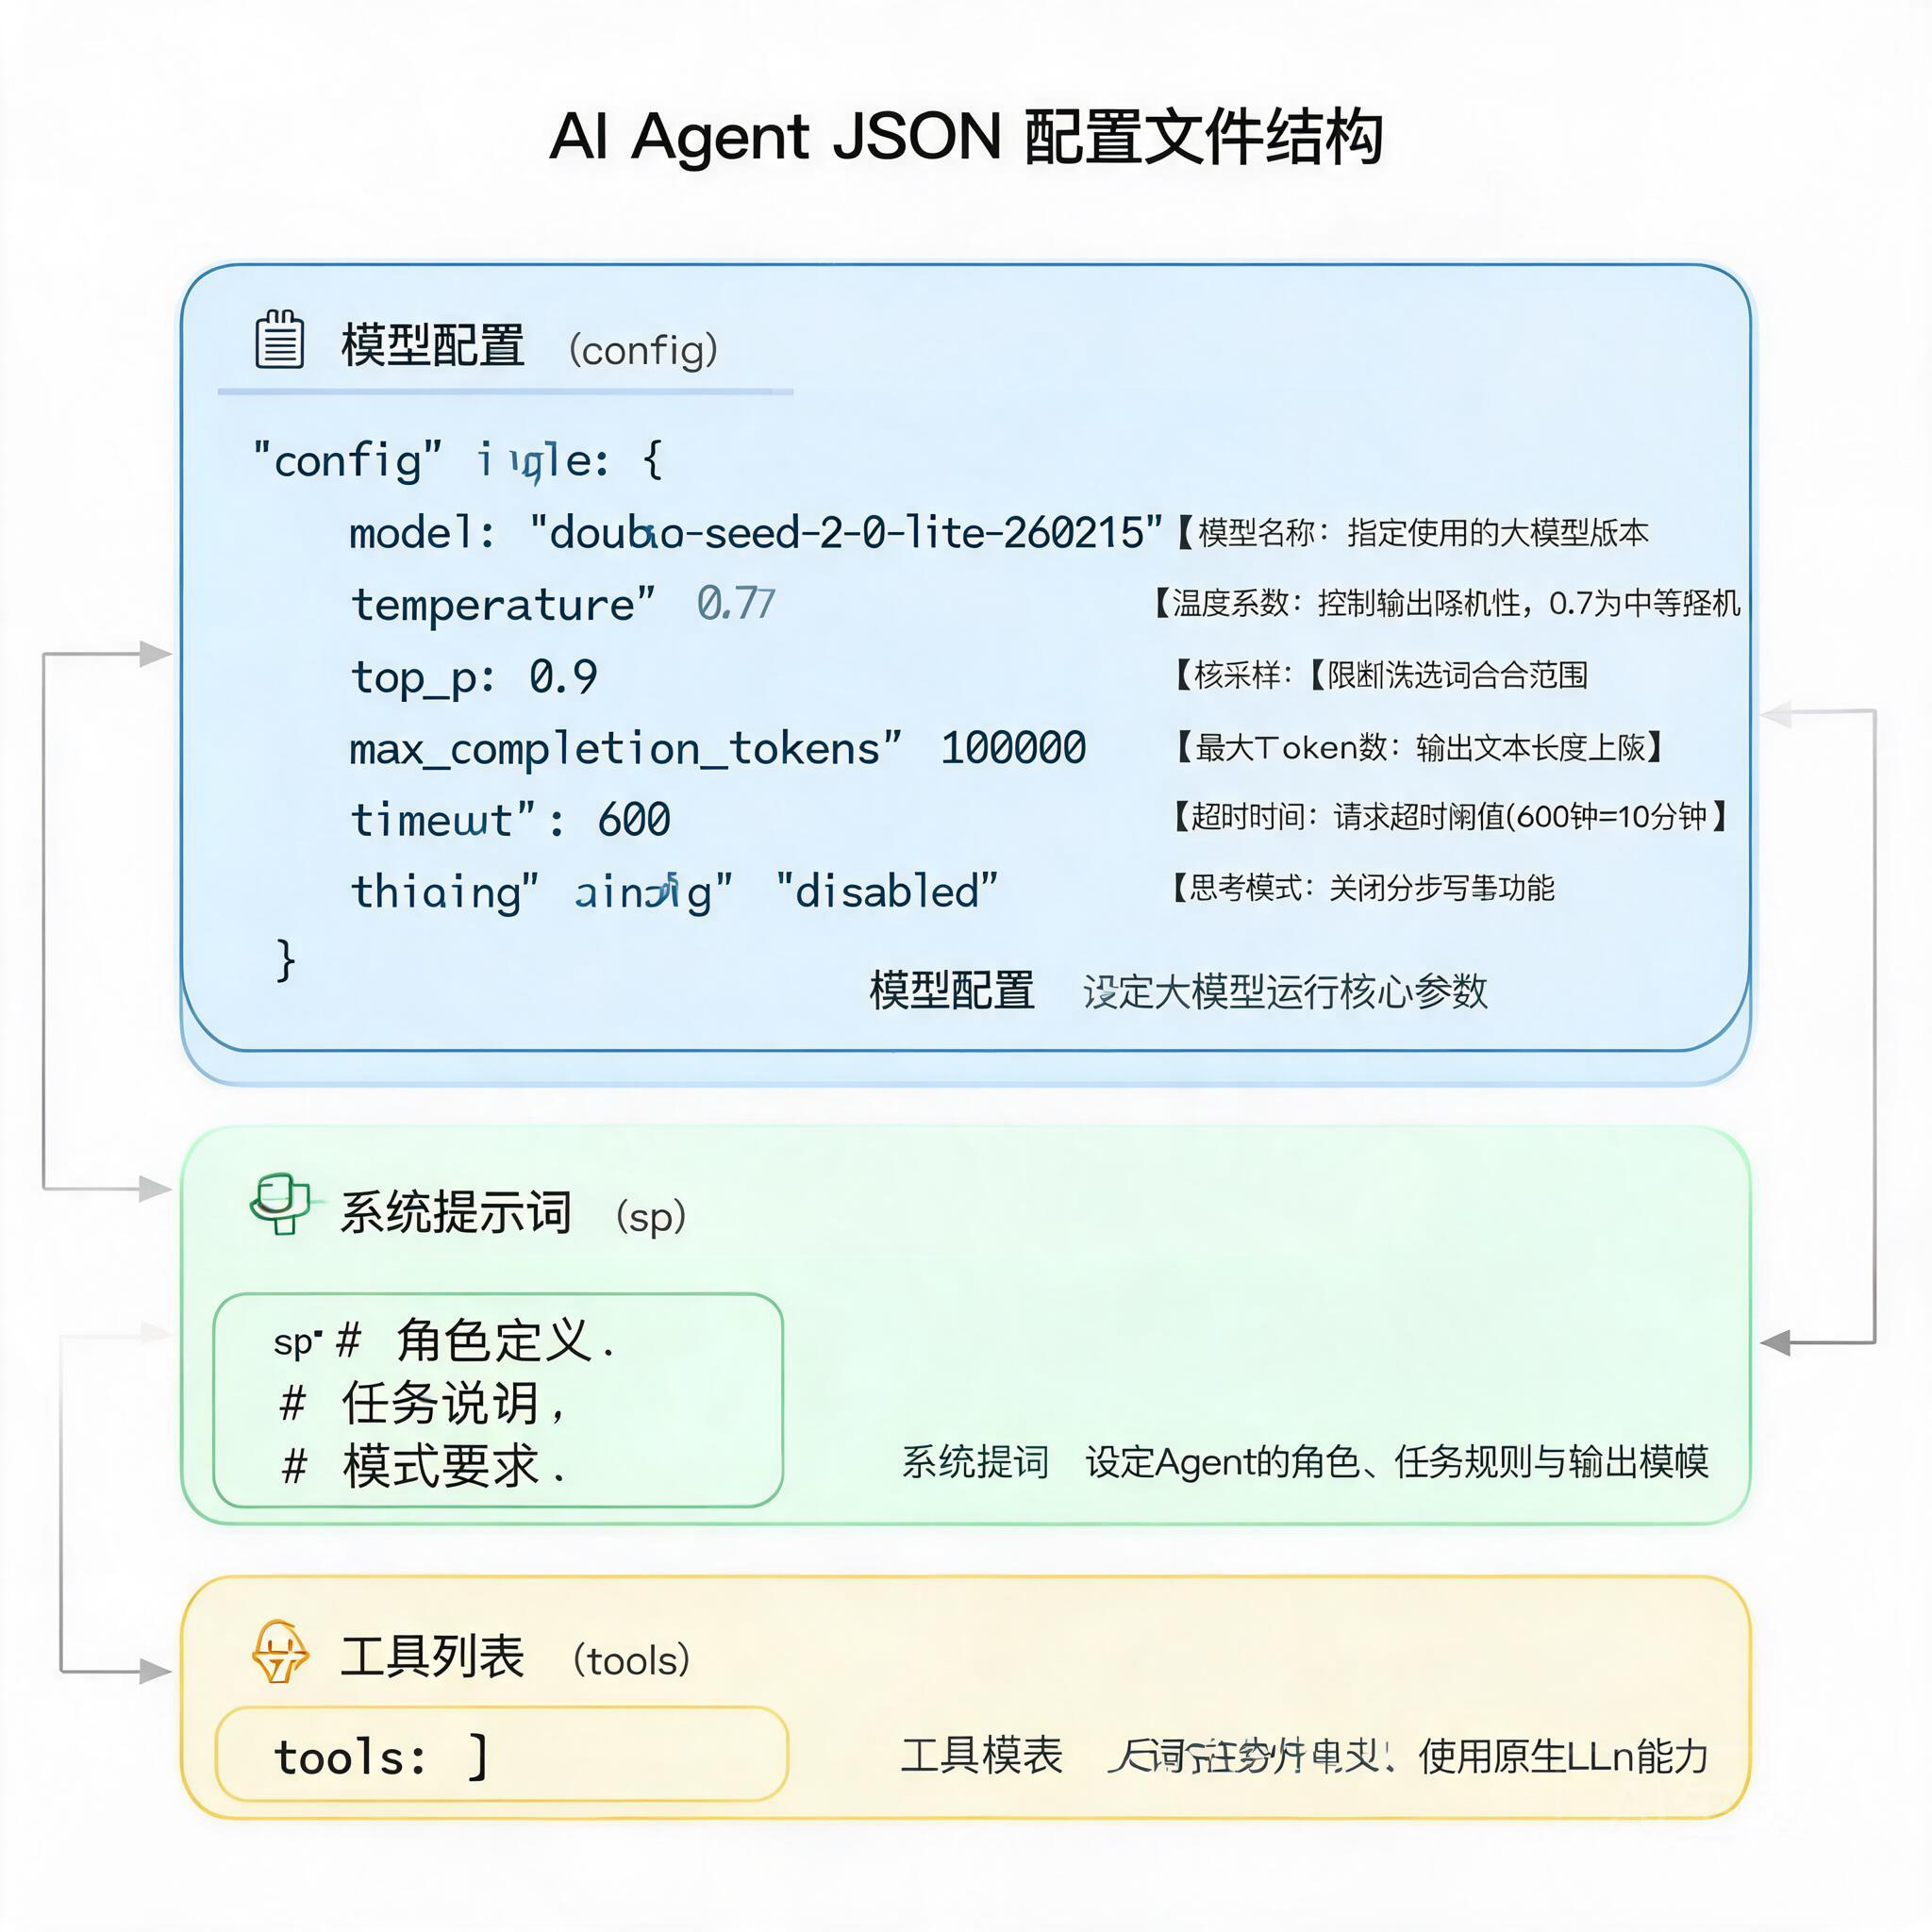 AI Agent JSON 配置文件结构
模型配置 (config)
"config" : {
model: -seed-2-0-lite-260215" 【模型名称：指定使用的大模型版本
temperature" 0.77 【温度系数：控制输出机性，0.7为中等机
top_p: 0.9 【核采样：【限断洗选词合合范围
max_completion_tokens" 100000 【最大Token数：输出文本长度上
: 600 【超时时间：请求超时值(600钟=10分钟】
"disabled" 【思考模式：关闭分步写功能
}
模型配置 设定大模型运行核心参数
系统提示词 (sp)
sp" # 角色定义.
# 任务说明,
# 模式要求.
系统提词 设定Agent的角色、任务规则与输出模模
工具列表 (tools)
tools: ]
工具模表 使用原生LLn能力